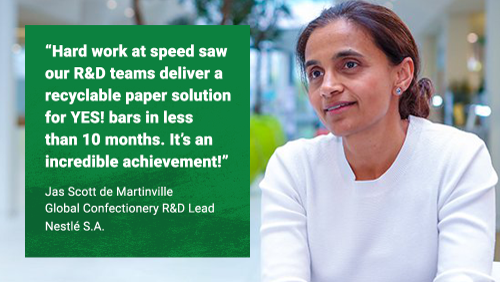 “Hard work at speed saw
our R&D teams deliver a
recyclable paper solution
for YES! bars in less
than 10 months. It’s an
incredible achievement!”
Jas Scott de Martinville
Global Confectionery R&D Lead
Nestlé S.A.